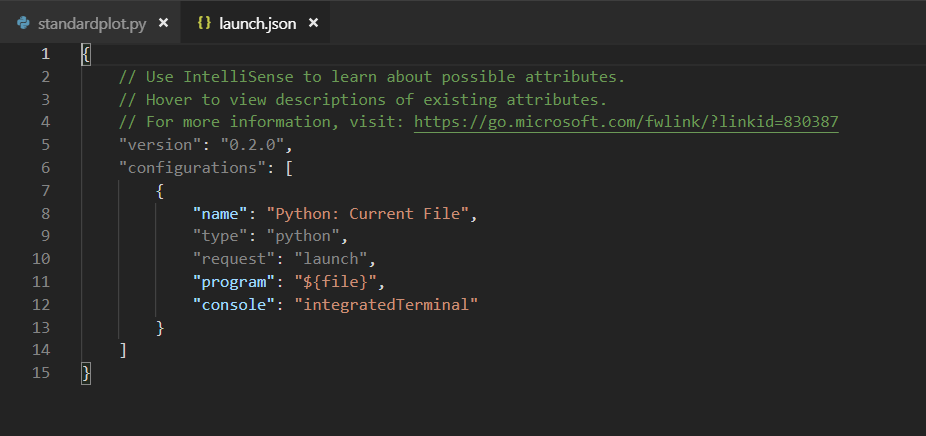 standardplot.py ×
{} launch.json ×
1 {
2 // Use IntelliSense to learn about possible attributes.
3 // Hover to view descriptions of existing attributes.
4 // For more information, visit: https://go.microsoft.com/fwlink/?linkid=830387
5 "version": "0.2.0",
6 "configurations": [
7 {
8 "name": "Python: Current File",
9 "type": "python",
10 "request": "launch",
11 "program": "${file}",
12 "console": "integratedTerminal"
13 }
14 ]
15 }